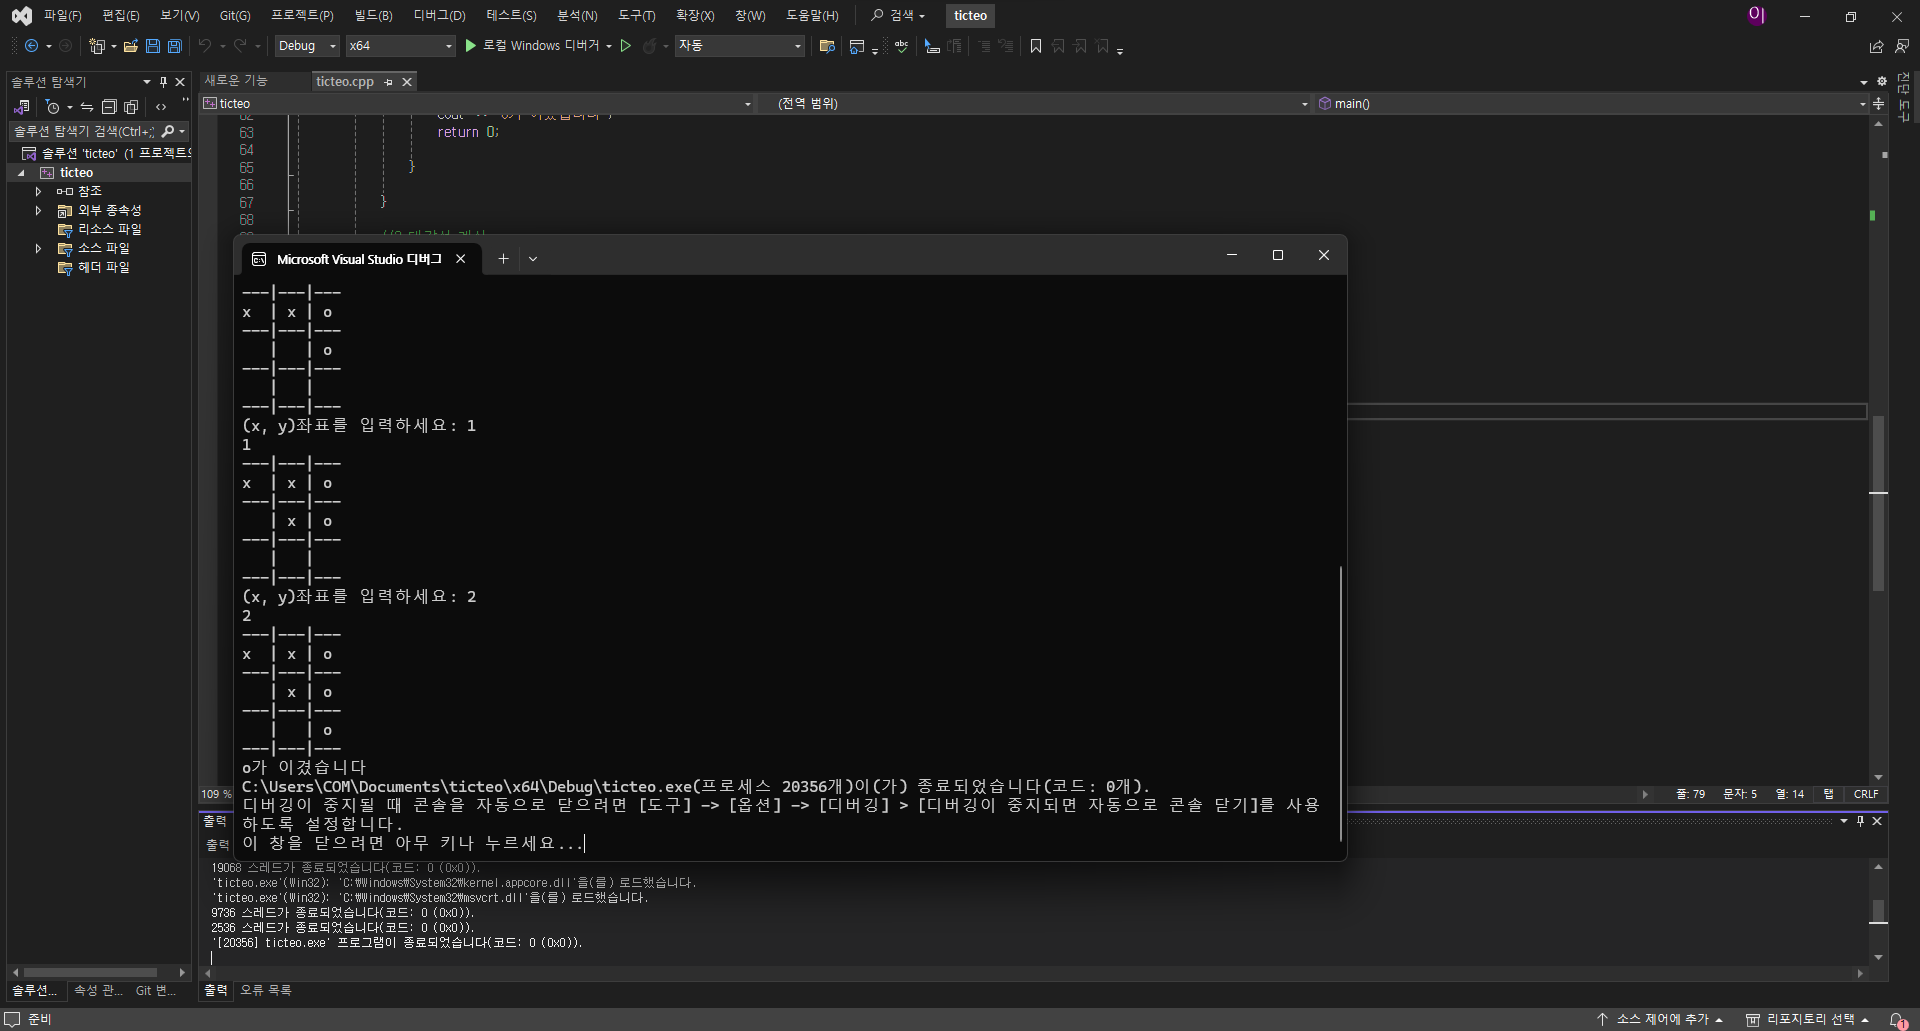 파일(F) 편집(E) 보기(V) Git(G) 프로젝트(P) 빌드(B) 디버그(D) 테스트(S) 분석(N) 도구(T) 확장(X) 창(W) 도움말(H) 검색 ticteo 이
Debug x64 로컬 Windows 디버거 자동
솔루션 탐색기
새로운 기능 ticteo.cpp
ticteo (전역 범위) main()
솔루션 탐색기 검색(Ctrl+;)
솔루션 'ticteo' (1 프로젝트의
ticteo
참조
외부 종속성
리소스 파일
소스 파일
헤더 파일
진단 도구
62
63 return 0;
64
65 }
66
67 }
68
Microsoft Visual Studio 디버그
---|---|---
x | x | o
---|---|---
| | o
---|---|---
| |
---|---|---
(x, y)좌표를 입력하세요: 1
1
---|---|---
x | x | o
---|---|---
| x | o
---|---|---
| |
---|---|---
(x, y)좌표를 입력하세요: 2
2
---|---|---
x | x | o
---|---|---
| x | o
---|---|---
| | o
---|---|---
o가 이겼습니다
C:\Users\COM\Documents\ticteo\x64\Debug\ticteo.exe(프로세스 20356개)이(가) 종료되었습니다(코드: 0개).
디버깅이 중지될 때 콘솔을 자동으로 닫으려면 [도구] -> [옵션] -> [디버깅] > [디버깅이 중지되면 자동으로 콘솔 닫기]를 사용
하도록 설정합니다.
이 창을 닫으려면 아무 키나 누르세요...
109 % 줄: 79 문자: 5 열: 14 탭 CRLF
출력
출력
19068 스레드가 종료되었습니다(코드: 0 (0x0)).
'ticteo.exe'(Win32): 'C:₩Windows₩System32₩kernel.appcore.dll'을(를) 로드했습니다.
'ticteo.exe'(Win32): 'C:₩Windows₩System32₩msvcrt.dll'을(를) 로드했습니다.
9736 스레드가 종료되었습니다(코드: 0 (0x0)).
2536 스레드가 종료되었습니다(코드: 0 (0x0)).
'[20356] ticteo.exe' 프로그램이 종료되었습니다(코드: 0 (0x0)).
솔루션... 속성 관... Git 변... 출력 오류 목록
준비 소스 제어에 추가 리포지토리 선택 1